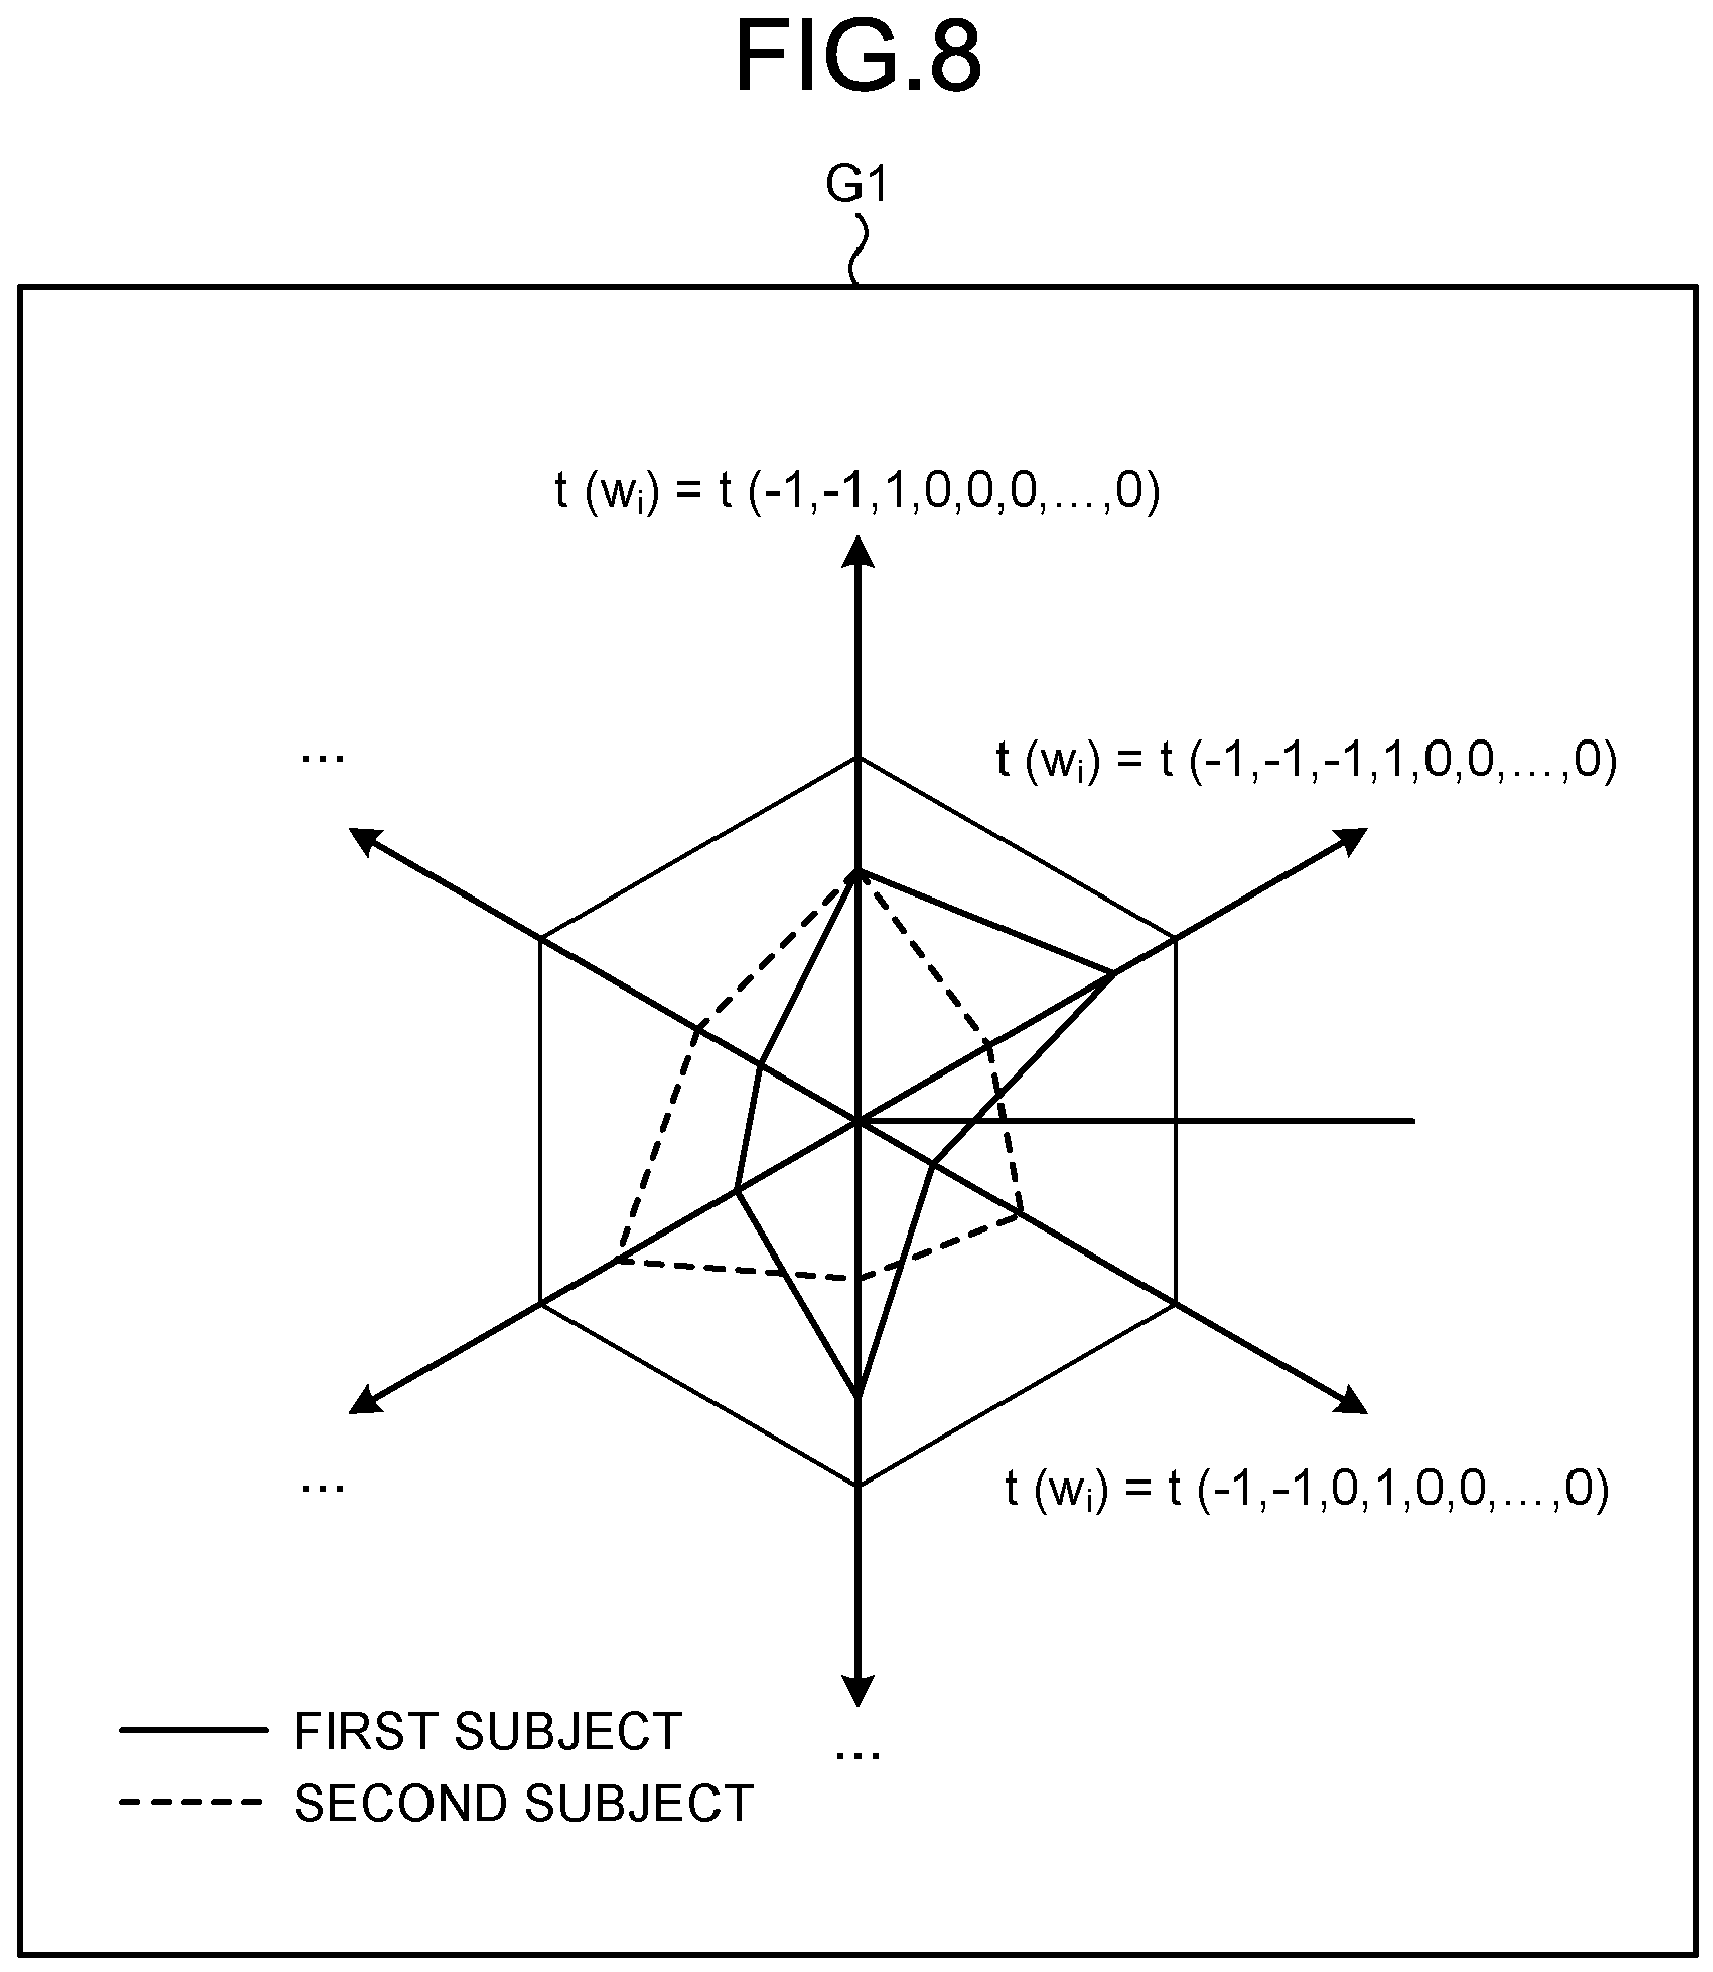 FIG.8
G1
t (wi) = t (-1,-1,1,0,0,0,...,0)
...
t (wi) = t (-1,-1,-1,1,0,0,...,0)
...
t (wi) = t (-1,-1,0,1,0,0,...,0)
FIRST SUBJECT
...
SECOND SUBJECT